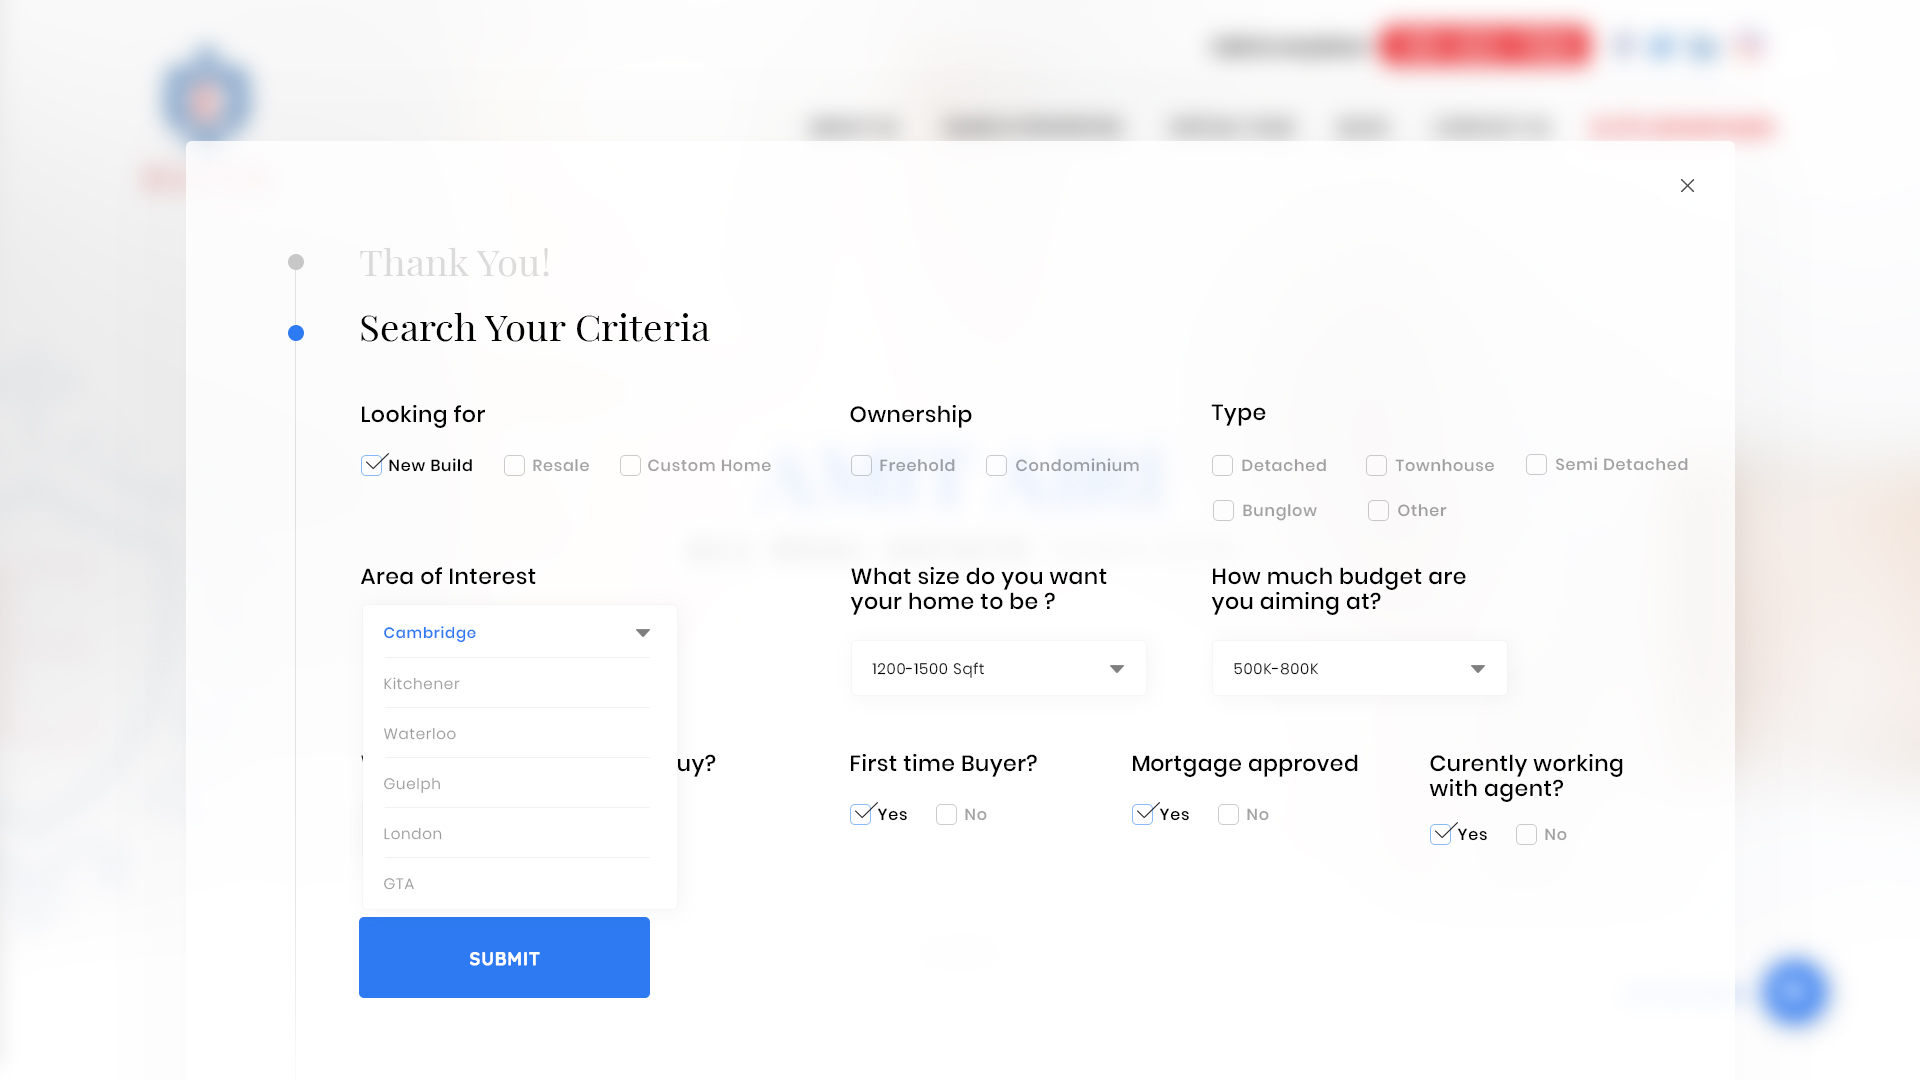 Thank You!
Search Your Criteria
Looking for
New Build
Resale
Custom Home
Ownership
Freehold
Condominium
Type
Detached
Townhouse
Semi Detached
Bunglow
Other
Area of Interest
Cambridge
Kitchener
Waterloo
Guelph
London
GTA
What size do you want
your home to be ?
1200-1500 Sqft
How much budget are
you aiming at?
500K-800K
uy?
First time Buyer?
Yes
No
Mortgage approved
Yes
No
Curently working
with agent?
Yes
No
SUBMIT